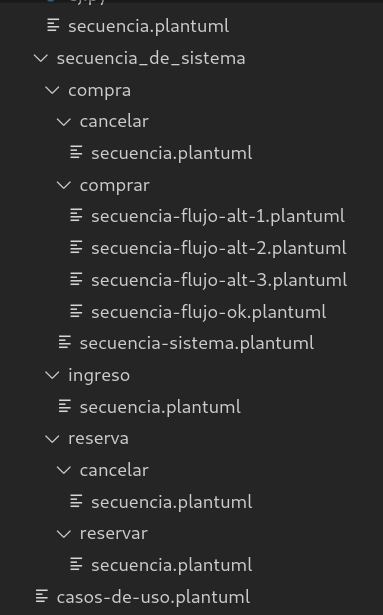 secuencia.plantuml
secuencia_de_sistema
compra
cancelar
secuencia.plantuml
comprar
secuencia-flujo-alt-1.plantuml
secuencia-flujo-alt-2.plantuml
secuencia-flujo-alt-3.plantuml
secuencia-flujo-ok.plantuml
secuencia-sistema.plantuml
ingreso
secuencia.plantuml
reserva
cancelar
secuencia.plantuml
reservar
secuencia.plantuml
casos-de-uso.plantuml